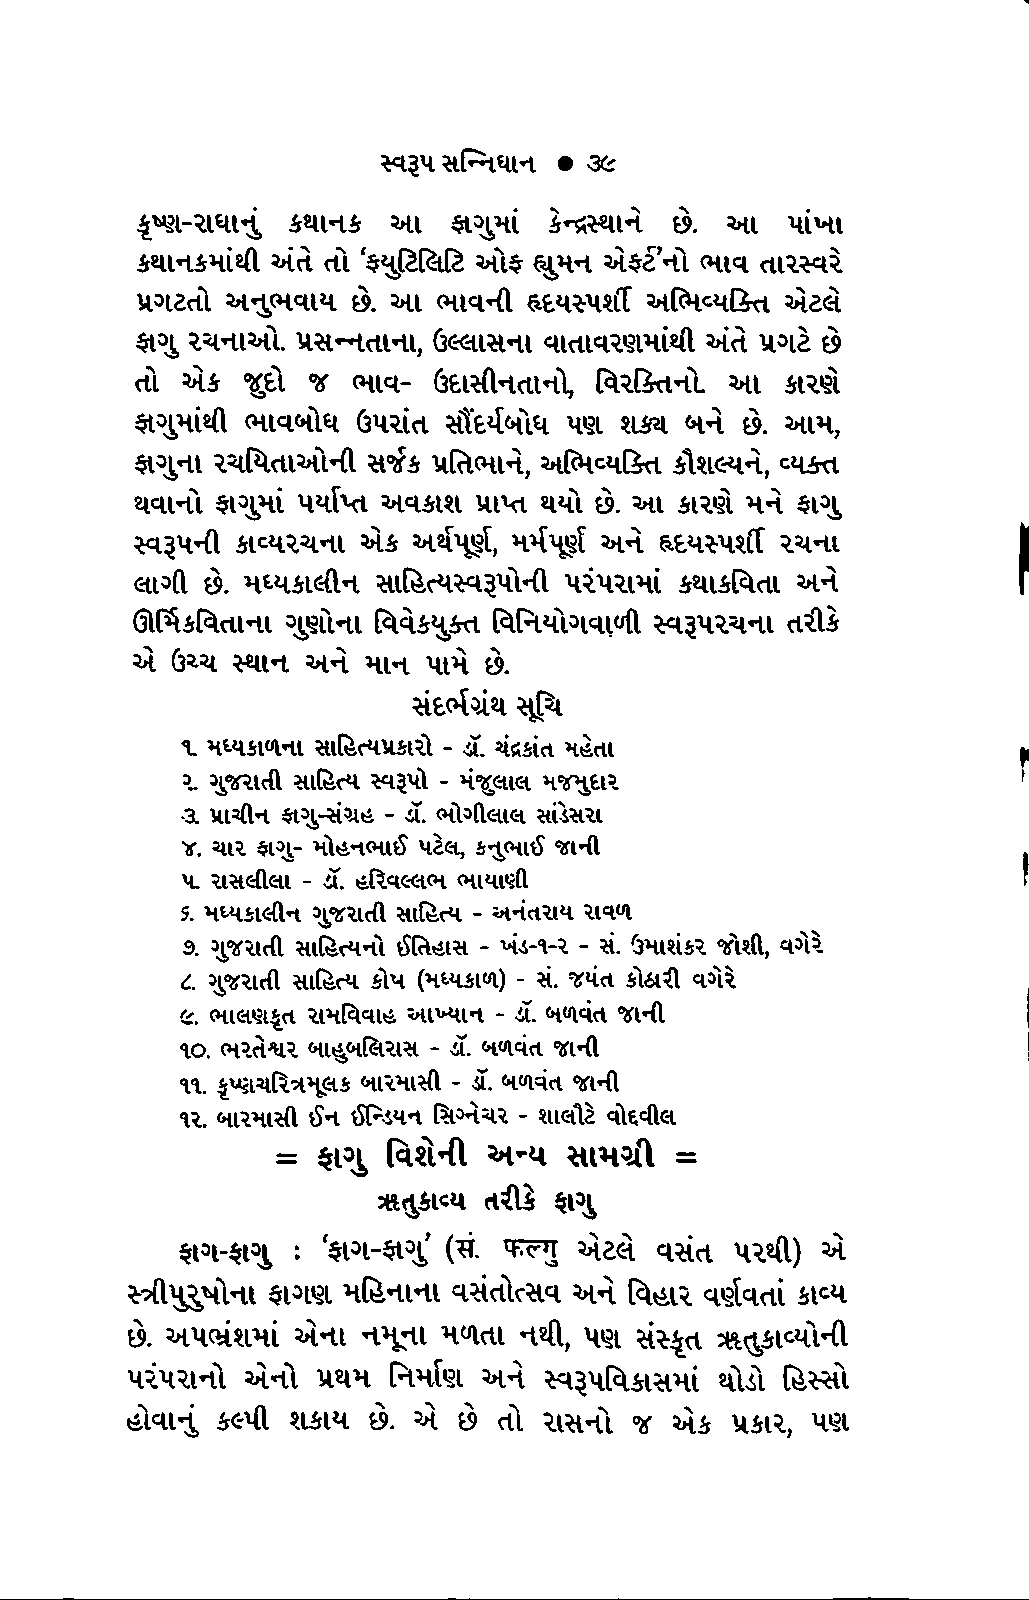 સ્વરૂપ સન્નિધાન ● ૩૯
કૃષ્ણ-રાધાનું કથાનક આ ફાગુમાં કેન્દ્રસ્થાને છે. આ પાંખા
કથાનકમાંથી અંતે તો ‘ફયુટિલિટિ ઓફ હ્યુમન એફર્ટ’નો ભાવ તારસ્વરે
પ્રગટતો અનુભવાય છે. આ ભાવની હૃદયસ્પર્શી અભિવ્યક્તિ એટલે
ફાગુ રચનાઓ. પ્રસન્નતાના, ઉલ્લાસના વાતાવરણમાંથી અંતે પ્રગટે છે
તો એક જુદો જ ભાવ- ઉદાસીનતાનો, વિરક્તિનો. આ કારણે
ફાગુમાંથી ભાવબોધ ઉપરાંત સૌંદર્યબોધ પણ શક્ય બને છે. આમ,
ફાગુના રચયિતાઓની સર્જક પ્રતિભાને, અભિવ્યક્તિ કૌશલ્યને, વ્યક્ત
થવાનો ફાગુમાં પર્યાપ્ત અવકાશ પ્રાપ્ત થયો છે. આ કારણે મને ફાગુ
સ્વરૂપની કાવ્યરચના એક અર્થપૂર્ણ, મર્મપૂર્ણ અને હૃદયસ્પર્શી રચના
લાગી છે. મધ્યકાલીન સાહિત્યસ્વરૂપોની પરંપરામાં કથાકવિતા અને
ઊર્મિકવિતાના ગુણોના વિવેકયુક્ત વિનિયોગવાળી સ્વરૂપરચના તરીકે
એ ઉચ્ચ સ્થાન અને માન પામે છે.
સંદર્ભગ્રંથ સૂચિ
૧. મધ્યકાળના સાહિત્યપ્રકારો - ડૉ. ચંદ્રકાંત મહેતા
૨. ગુજરાતી સાહિત્ય સ્વરૂપો - મંજુલાલ મજમુદાર
૩. પ્રાચીન ફાગુ-સંગ્રહ - ડૉ. ભોગીલાલ સાંડેસરા
૪. ચાર ફાગુ- મોહનભાઈ પટેલ, કનુભાઈ જાની
૫. રાસલીલા - ડૉ. હરિવલ્લભ ભાયાણી
૬. મધ્યકાલીન ગુજરાતી સાહિત્ય - અનંતરાય રાવળ
૭. ગુજરાતી સાહિત્યનો ઈતિહાસ - ખંડ-૧-૨ - સં. ઉમાશંકર જોશી, વગેરે
૮. ગુજરાતી સાહિત્ય કોષ (મધ્યકાળ) - સં. જયંત કોઠારી વગેરે
૯. ભાલણકૃત રામવિવાહ આખ્યાન - ડૉ. બળવંત જાની
૧૦. ભરતેશ્વર બાહુબલિરાસ - ડૉ. બળવંત જાની
૧૧. કૃષ્ણચરિત્રમૂલક બારમાસી - ડૉ. બળવંત જાની
૧૨. બારમાસી ઈન ઈન્ડિયન સિગ્નેચર - શાર્લોટે વોદવીલ
= ફાગુ વિશેની અન્ય સામગ્રી =
ઋતુકાવ્ય તરીકે ફાગુ
ફાગ-ફાગુ : ‘ફાગ-ફાગુ’ (સં. फल्गु એટલે વસંત પરથી) એ
સ્ત્રીપુરુષોના ફાગણ મહિનાના વસંતોત્સવ અને વિહાર વર્ણવતાં કાવ્ય
છે. અપભ્રંશમાં એના નમૂના મળતા નથી, પણ સંસ્કૃત ઋતુકાવ્યોની
પરંપરાનો એનો પ્રથમ નિર્માણ અને સ્વરૂપવિકાસમાં થોડો હિસ્સો
હોવાનું કલ્પી શકાય છે. એ છે તો રાસનો જ એક પ્રકાર, પણ